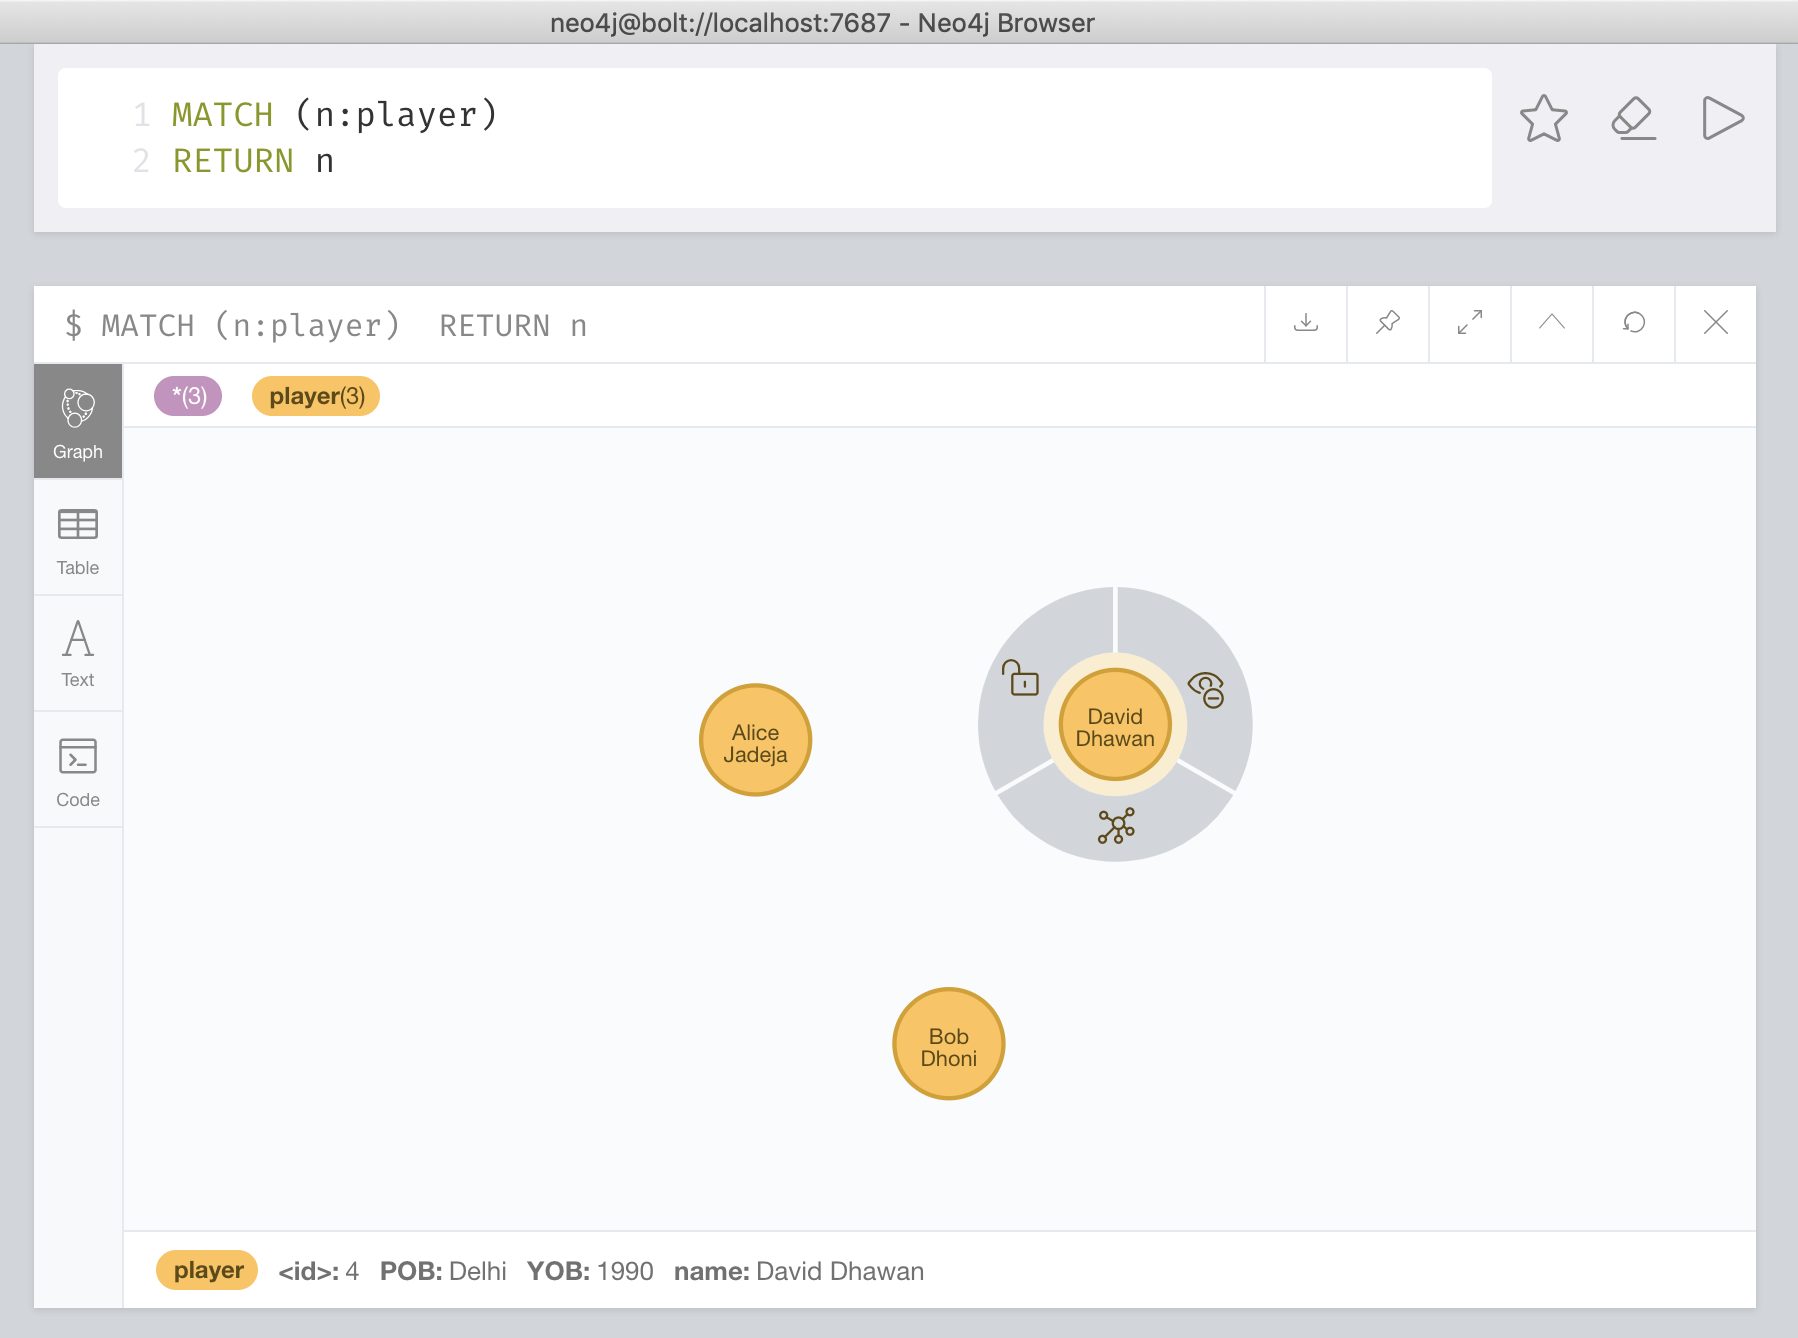 neo4j@bolt://localhost:7687 - Neo4j Browser
1 MATCH (n:player)
2 RETURN n
$ MATCH (n:player)  RETURN n
*(3) player(3)
Graph
Table
Text
Code
Alice
Jadeja
David
Dhawan
Bob
Dhoni
player <id>: 4 POB: Delhi YOB: 1990 name: David Dhawan